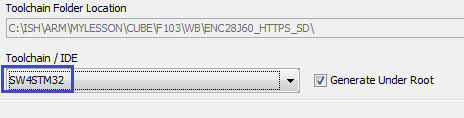 Toolchain Folder Location
C:\ISH\ARM\MYLESSON\CUBE\F103\WB\ENC28J60_HTTPS_SD\
Toolchain / IDE
SW4STM32 Generate Under Root